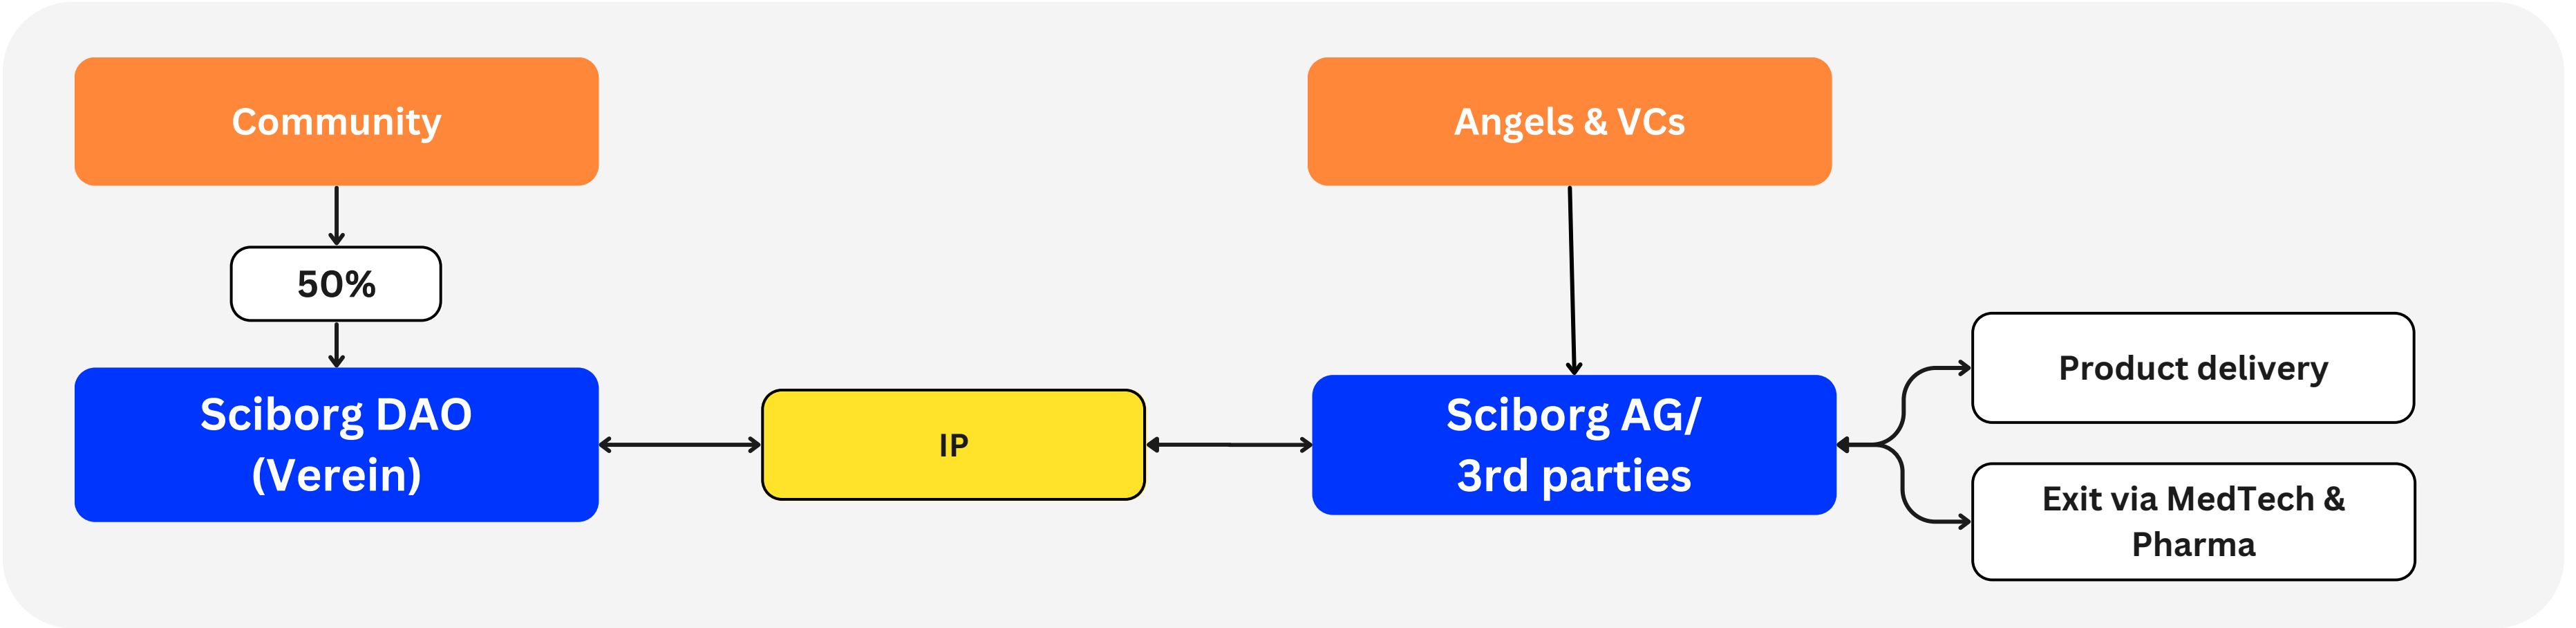 Community
Angels & VCs
50%
Sciborg DAO
(Verein)
IP
Sciborg AG/
3rd parties
Product delivery
Exit via MedTech &
Pharma